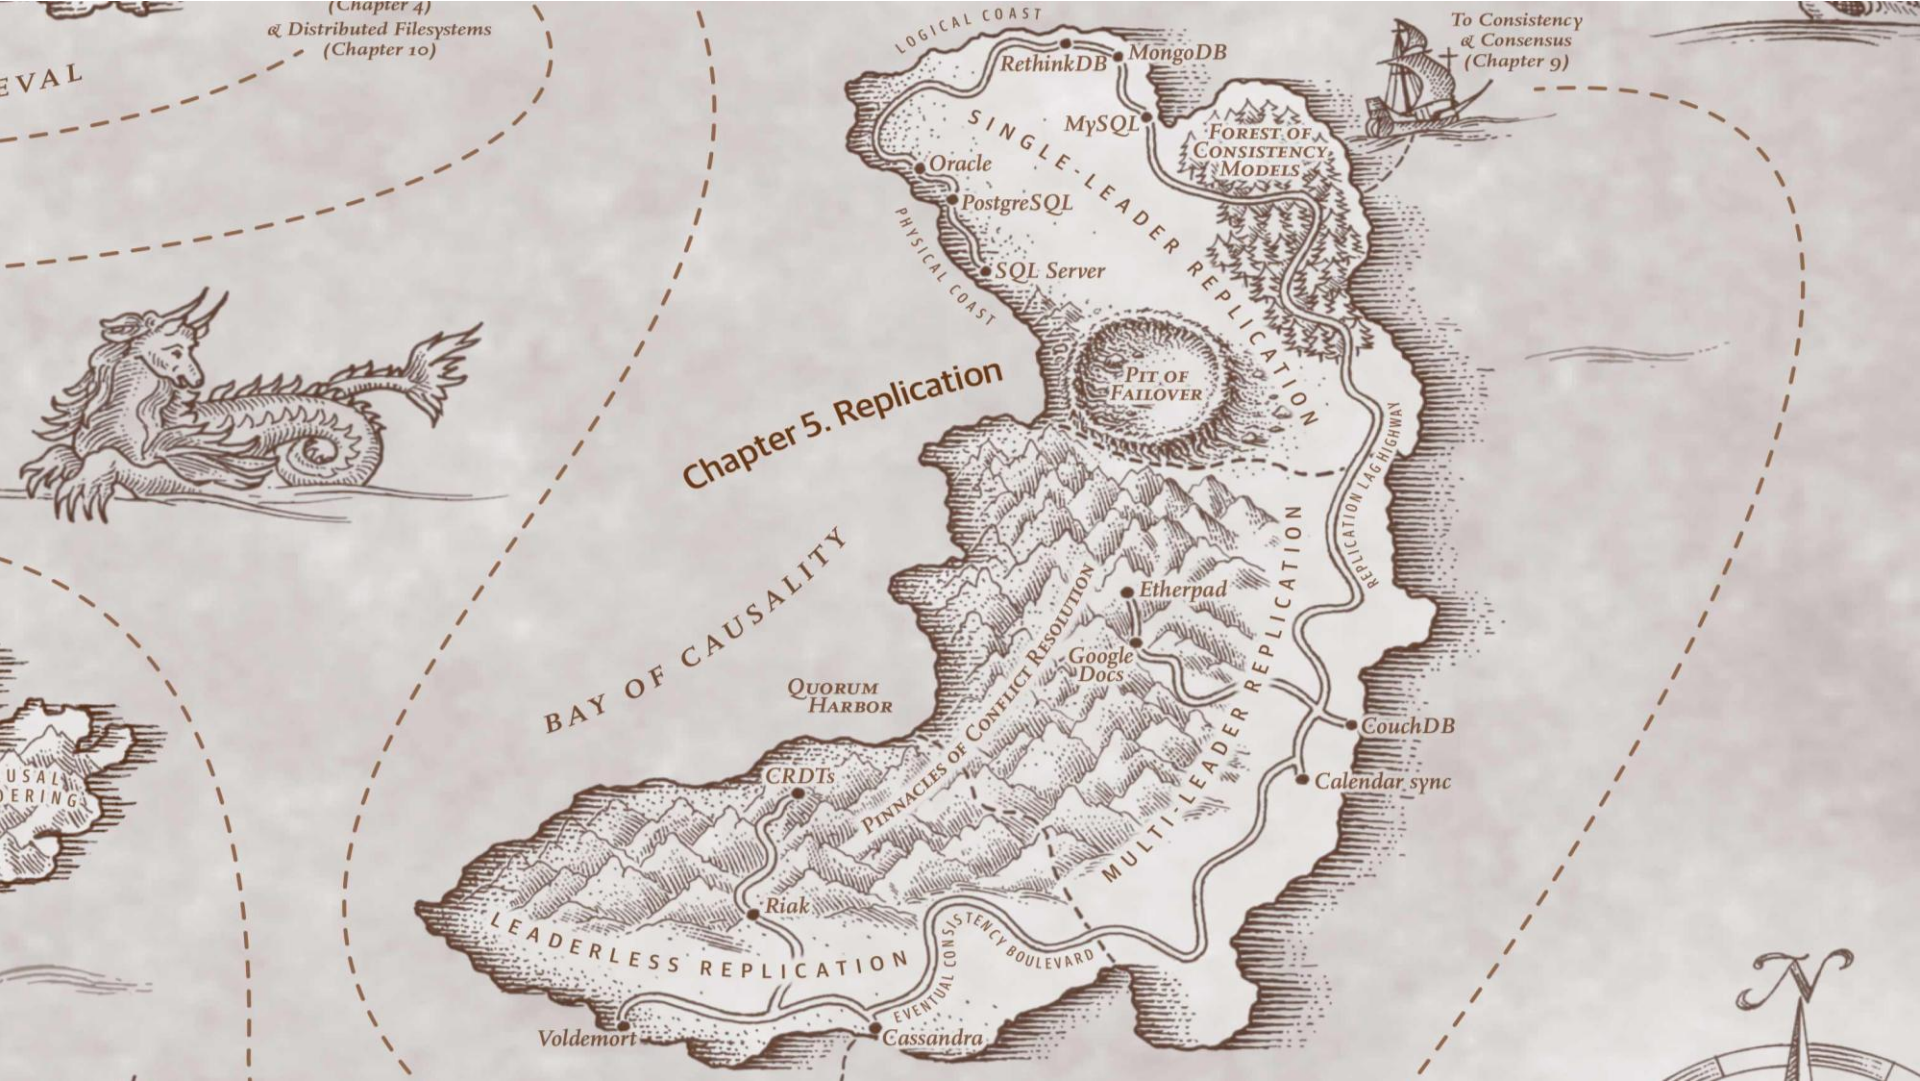 (Chapter 4)
& Distributed Filesystems
(Chapter 10)
EVAL
LOGICAL COAST
To Consistency
& Consensus
(Chapter 9)
RethinkDB
MongoDB
MySQL
FOREST OF
CONSISTENCY
MODELS
SINGLE-LEADER REPLICATION
Oracle
PostgreSQL
PHYSICAL COAST
SQL Server
PIT OF
FAILOVER
Chapter 5. Replication
REPLICATION LAG HIGHWAY
BAY OF CAUSALITY
Etherpad
Google
Docs
PINNACLES OF CONFLICT RESOLUTION
MULTI-LEADER REPLICATION
QUORUM
HARBOR
CouchDB
Calendar sync
CRDTs
USAL
DERING
Riak
LEADERLESS REPLICATION
EVENTUAL CONSISTENCY BOULEVARD
Voldemort
Cassandra
N